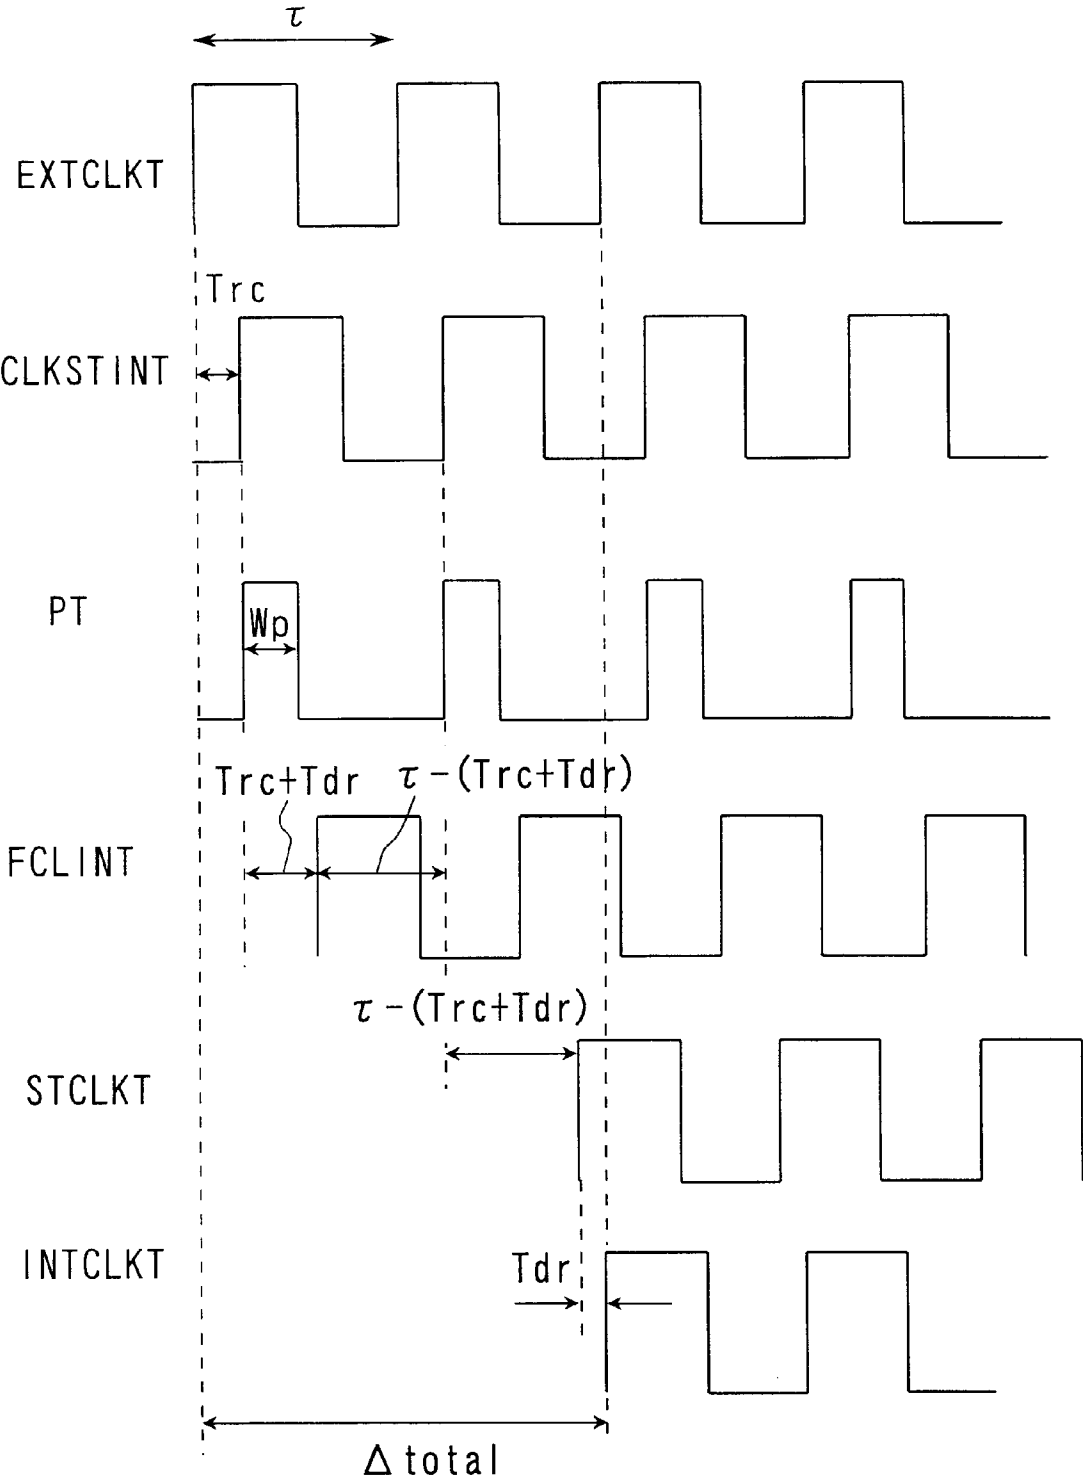 τ
EXTCLKT
Trc
CLKSTINT
PT
Wp
Trc+Tdr
τ-(Trc+Tdr)
FCLINT
τ-(Trc+Tdr)
STCLKT
INTCLKT
Tdr
Δtotal